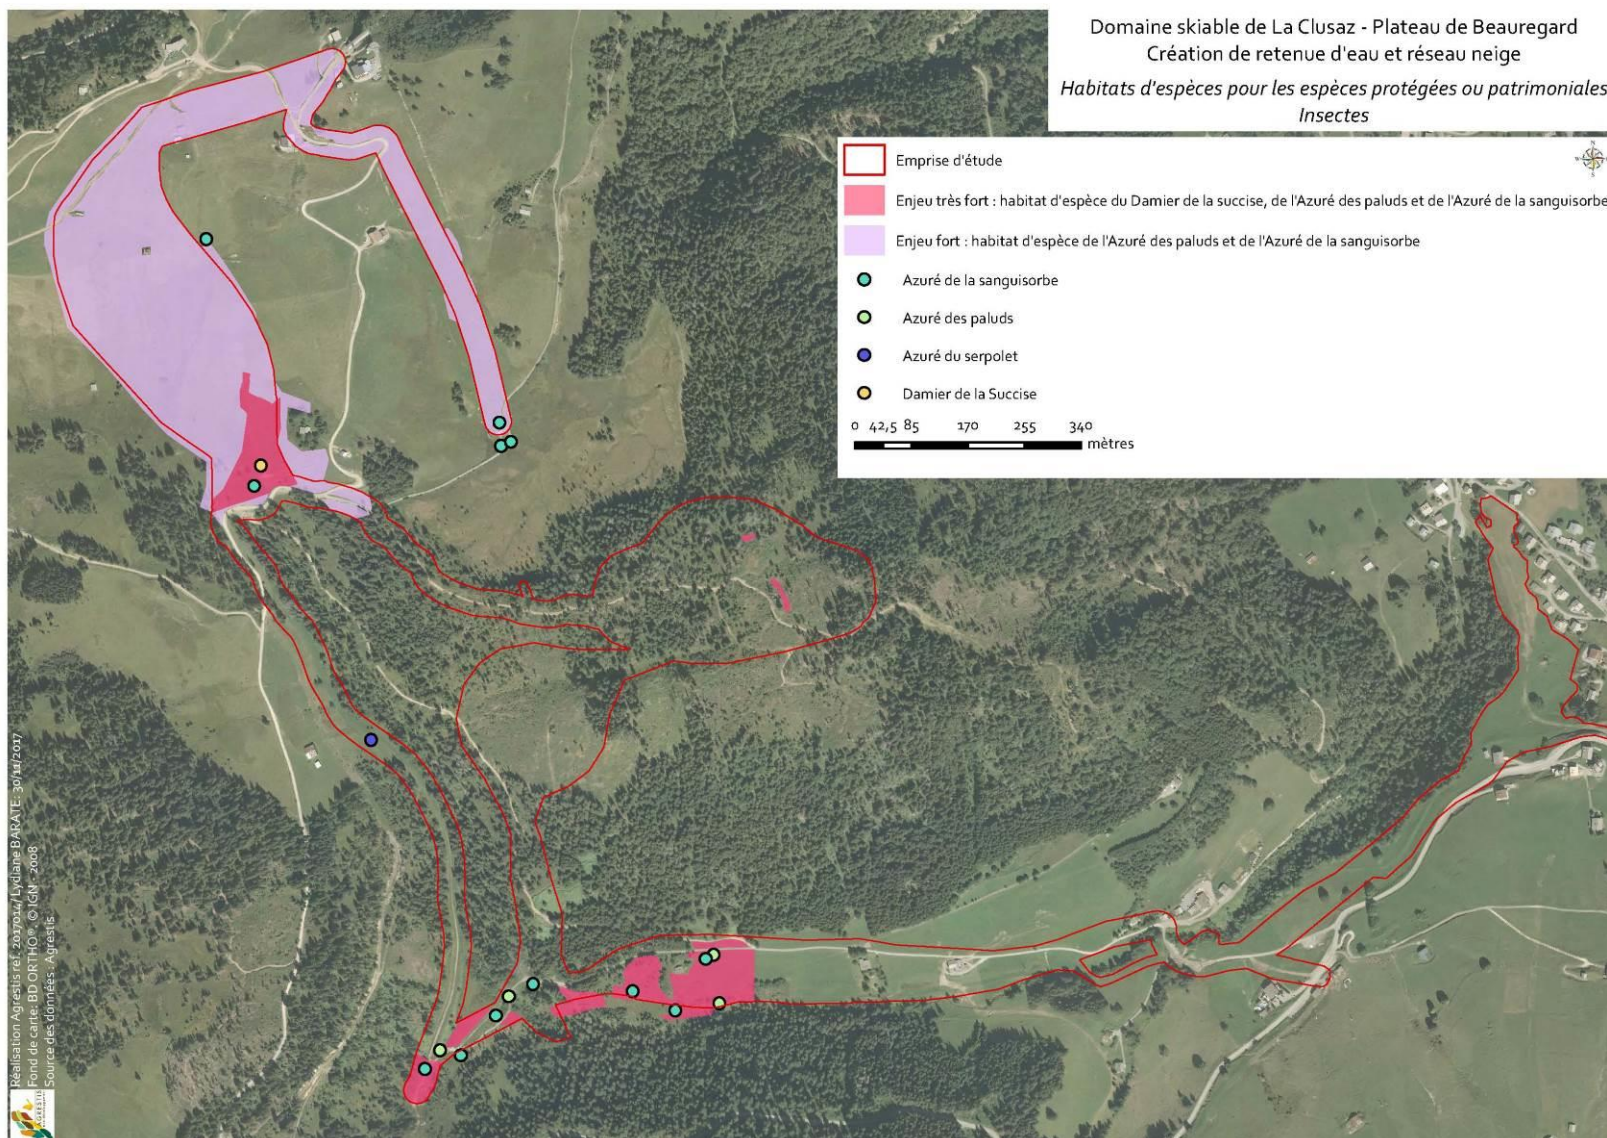 Domaine skiable de La Clusaz - Plateau de Beauregard
Création de retenue d'eau et réseau neige
Habitats d'espèces pour les espèces protégées ou patrimoniales
Insectes
Emprise d'étude
Enjeu très fort : habitat d'espèce du Damier de la succise, de l'Azuré des paluds et de l'Azuré de la sanguisorbe
Enjeu fort : habitat d'espèce de l'Azuré des paluds et de l'Azuré de la sanguisorbe
Azuré de la sanguisorbe
Azuré des paluds
Azuré du serpolet
Damier de la Succise
0 42,5 85 170 255 340
mètres
Réalisation Agrestis ref. 2017014/ Lydiane BARATE: 30/11/2017
Fond de carte: BD ORTHO® © IGN - 2008
Source des données : Agrestis
AGRESTIS